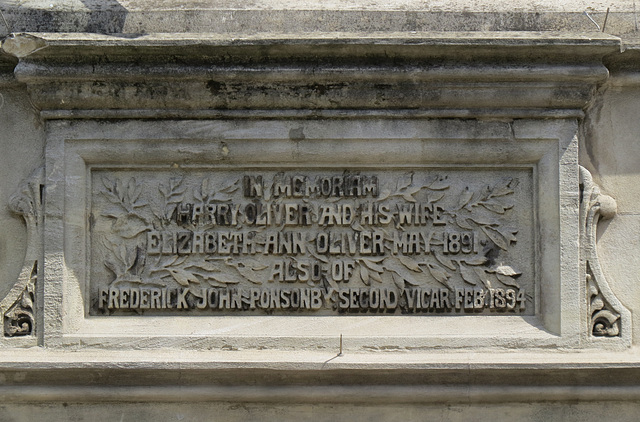 IN MEMORIAM
HARRY OLIVER AND HIS WIFE
ELIZABETH ANN OLIVER MAY 1891
ALSO OF
FREDERICK JOHN PONSONBY SECOND VICAR FEB. 1894